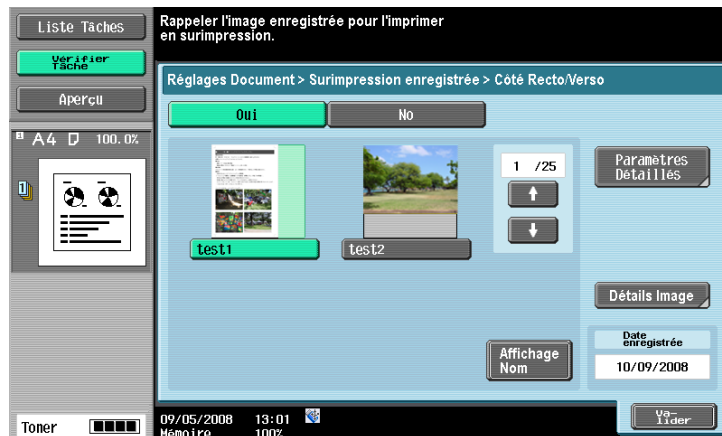 Liste Tâches
Rappeler l'image enregistrée pour l'imprimer
en surimpression.
Vérifier
Tâche
Réglages Document > Surimpression enregistrée > Côté Recto/Verso
Aperçu
Oui
No
A4 100.0%
1 /25
Paramètres
Détaillés
1
test1
test2
Détails Image
Date
enregistrée
Affichage
Nom
10/09/2008
Toner
09/05/2008 13:01
Mémoire 100%
Va-
lider